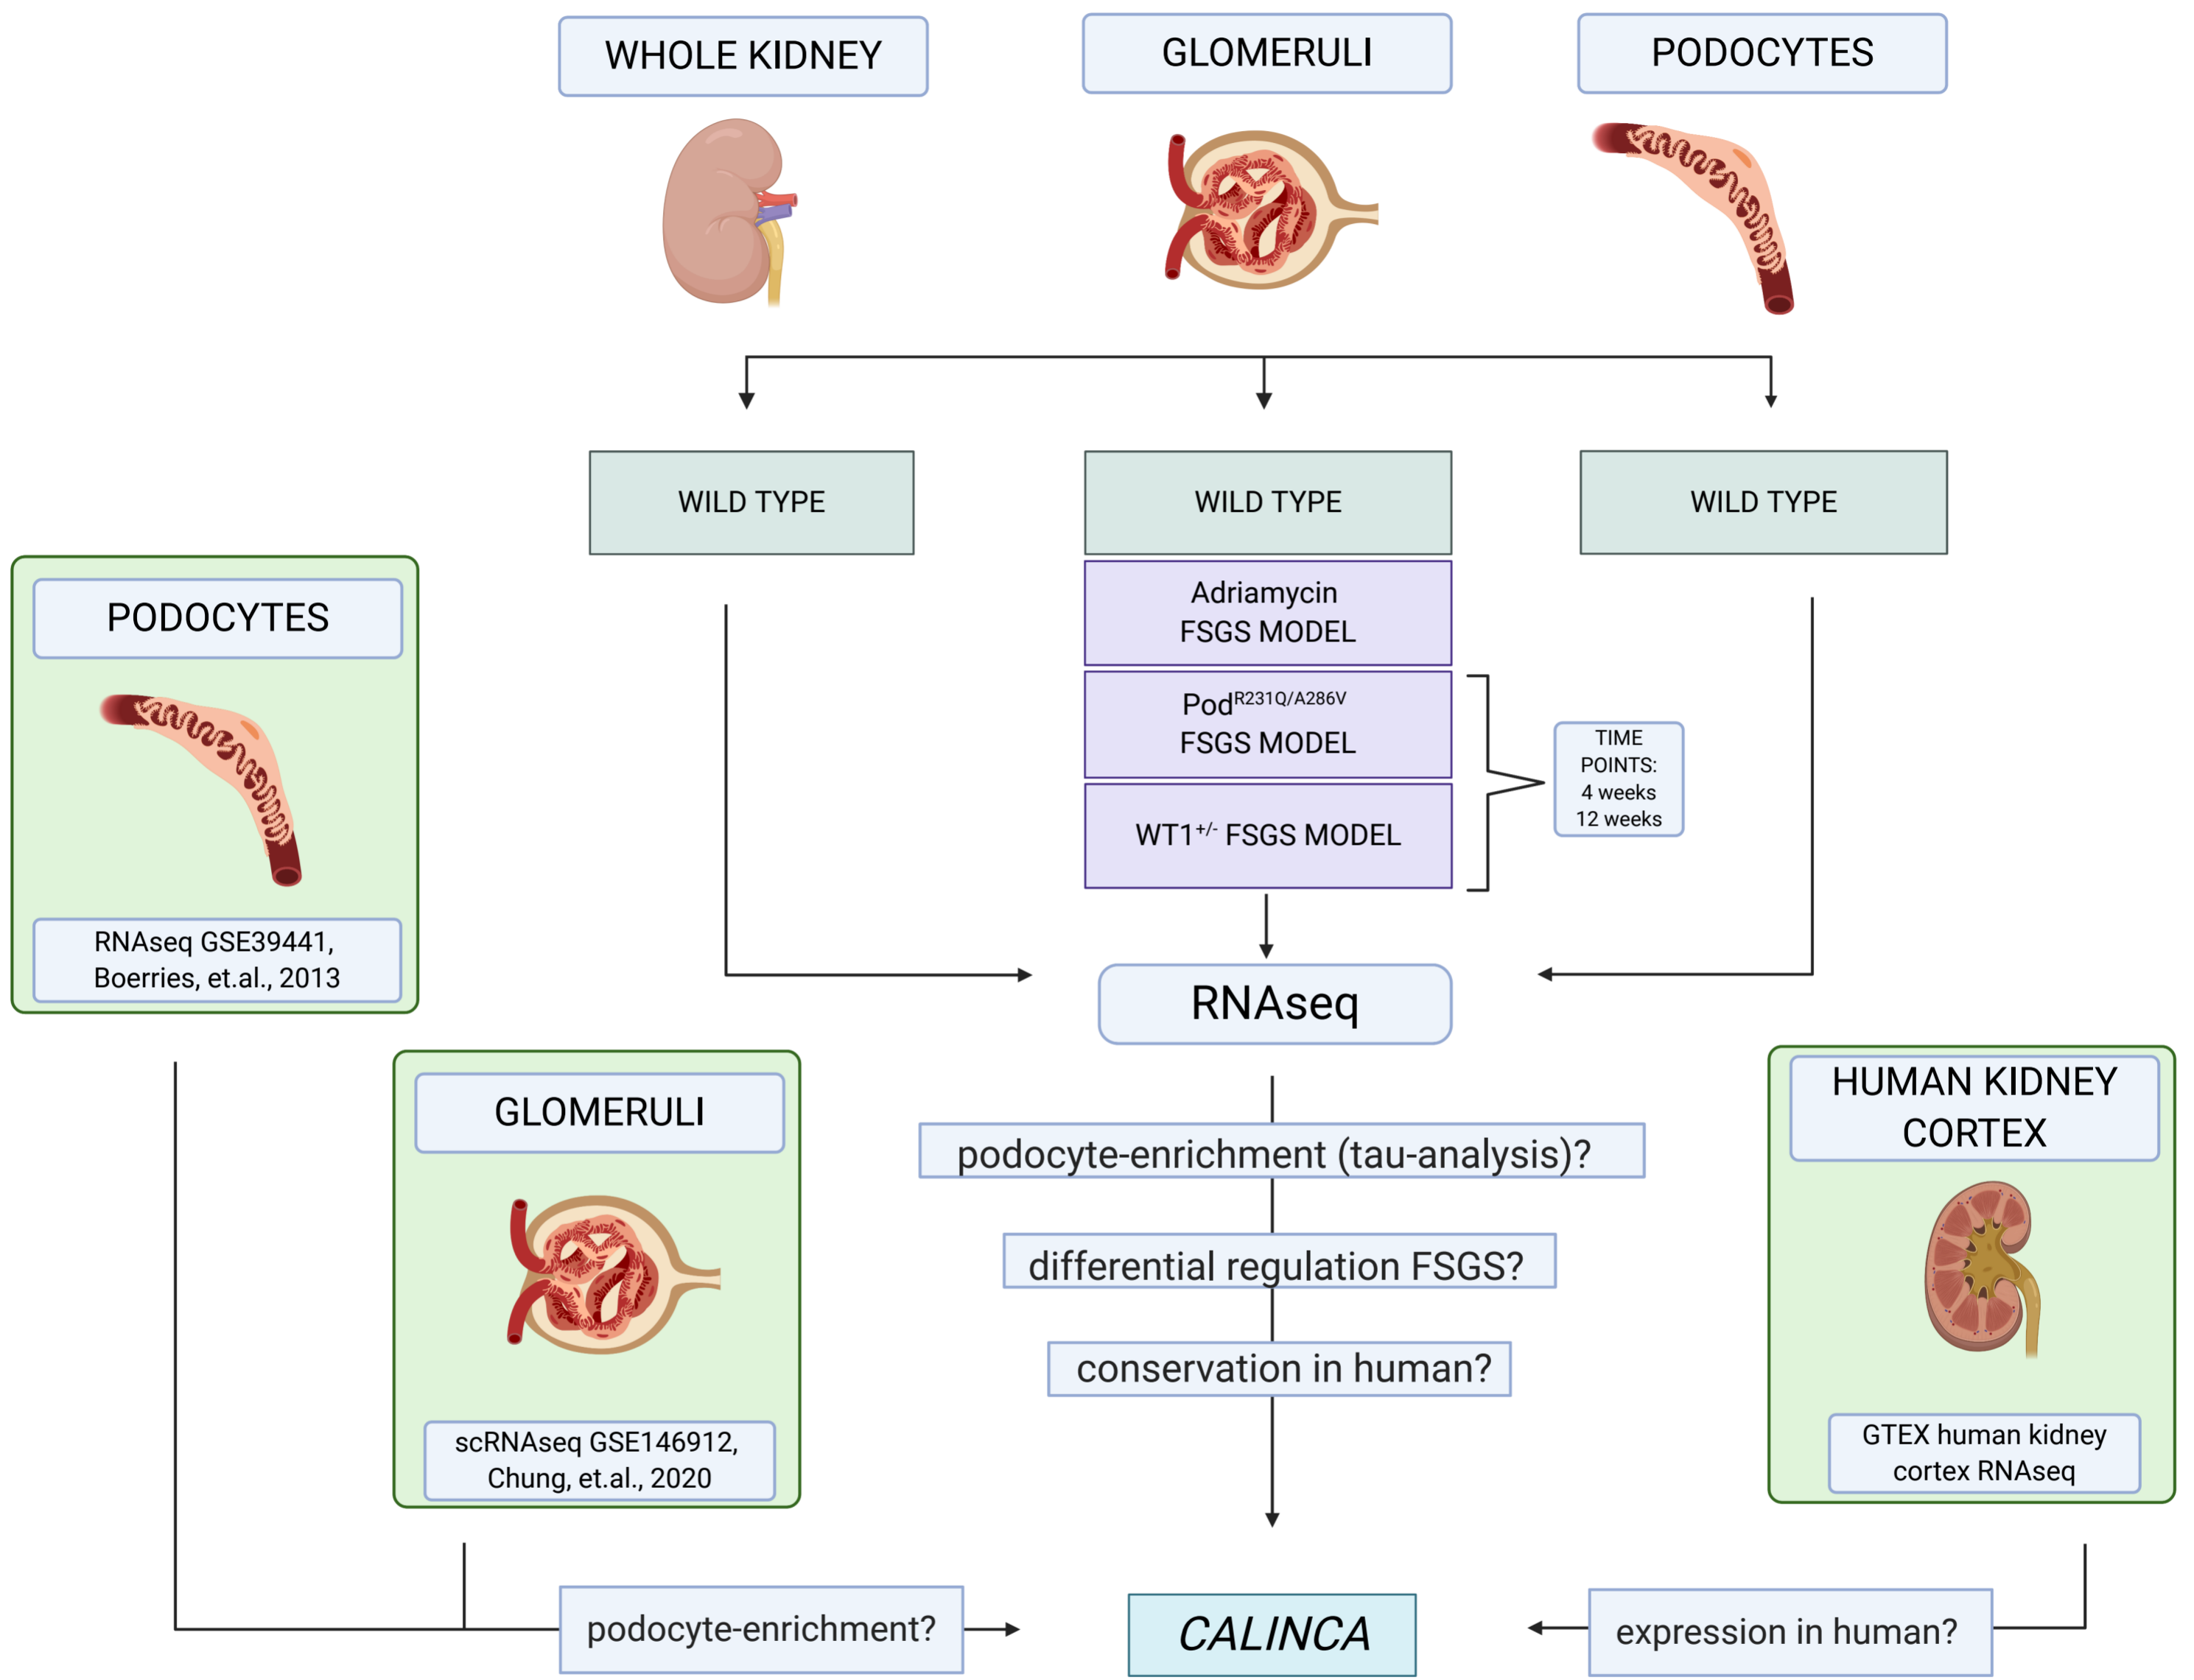 WHOLE KIDNEY
GLOMERULI
PODOCYTES
WILD TYPE
WILD TYPE
WILD TYPE
Adriamycin
FSGS MODEL
Pod^R231Q/A286V
FSGS MODEL
WT1^+/- FSGS MODEL
TIME
POINTS:
4 weeks
12 weeks
PODOCYTES
RNAseq GSE39441,
Boerries, et.al., 2013
RNAseq
GLOMERULI
scRNAseq GSE146912,
Chung, et.al., 2020
podocyte-enrichment (tau-analysis)?
differential regulation FSGS?
conservation in human?
HUMAN KIDNEY
CORTEX
GTEX human kidney
cortex RNAseq
podocyte-enrichment?
CALINCA
expression in human?